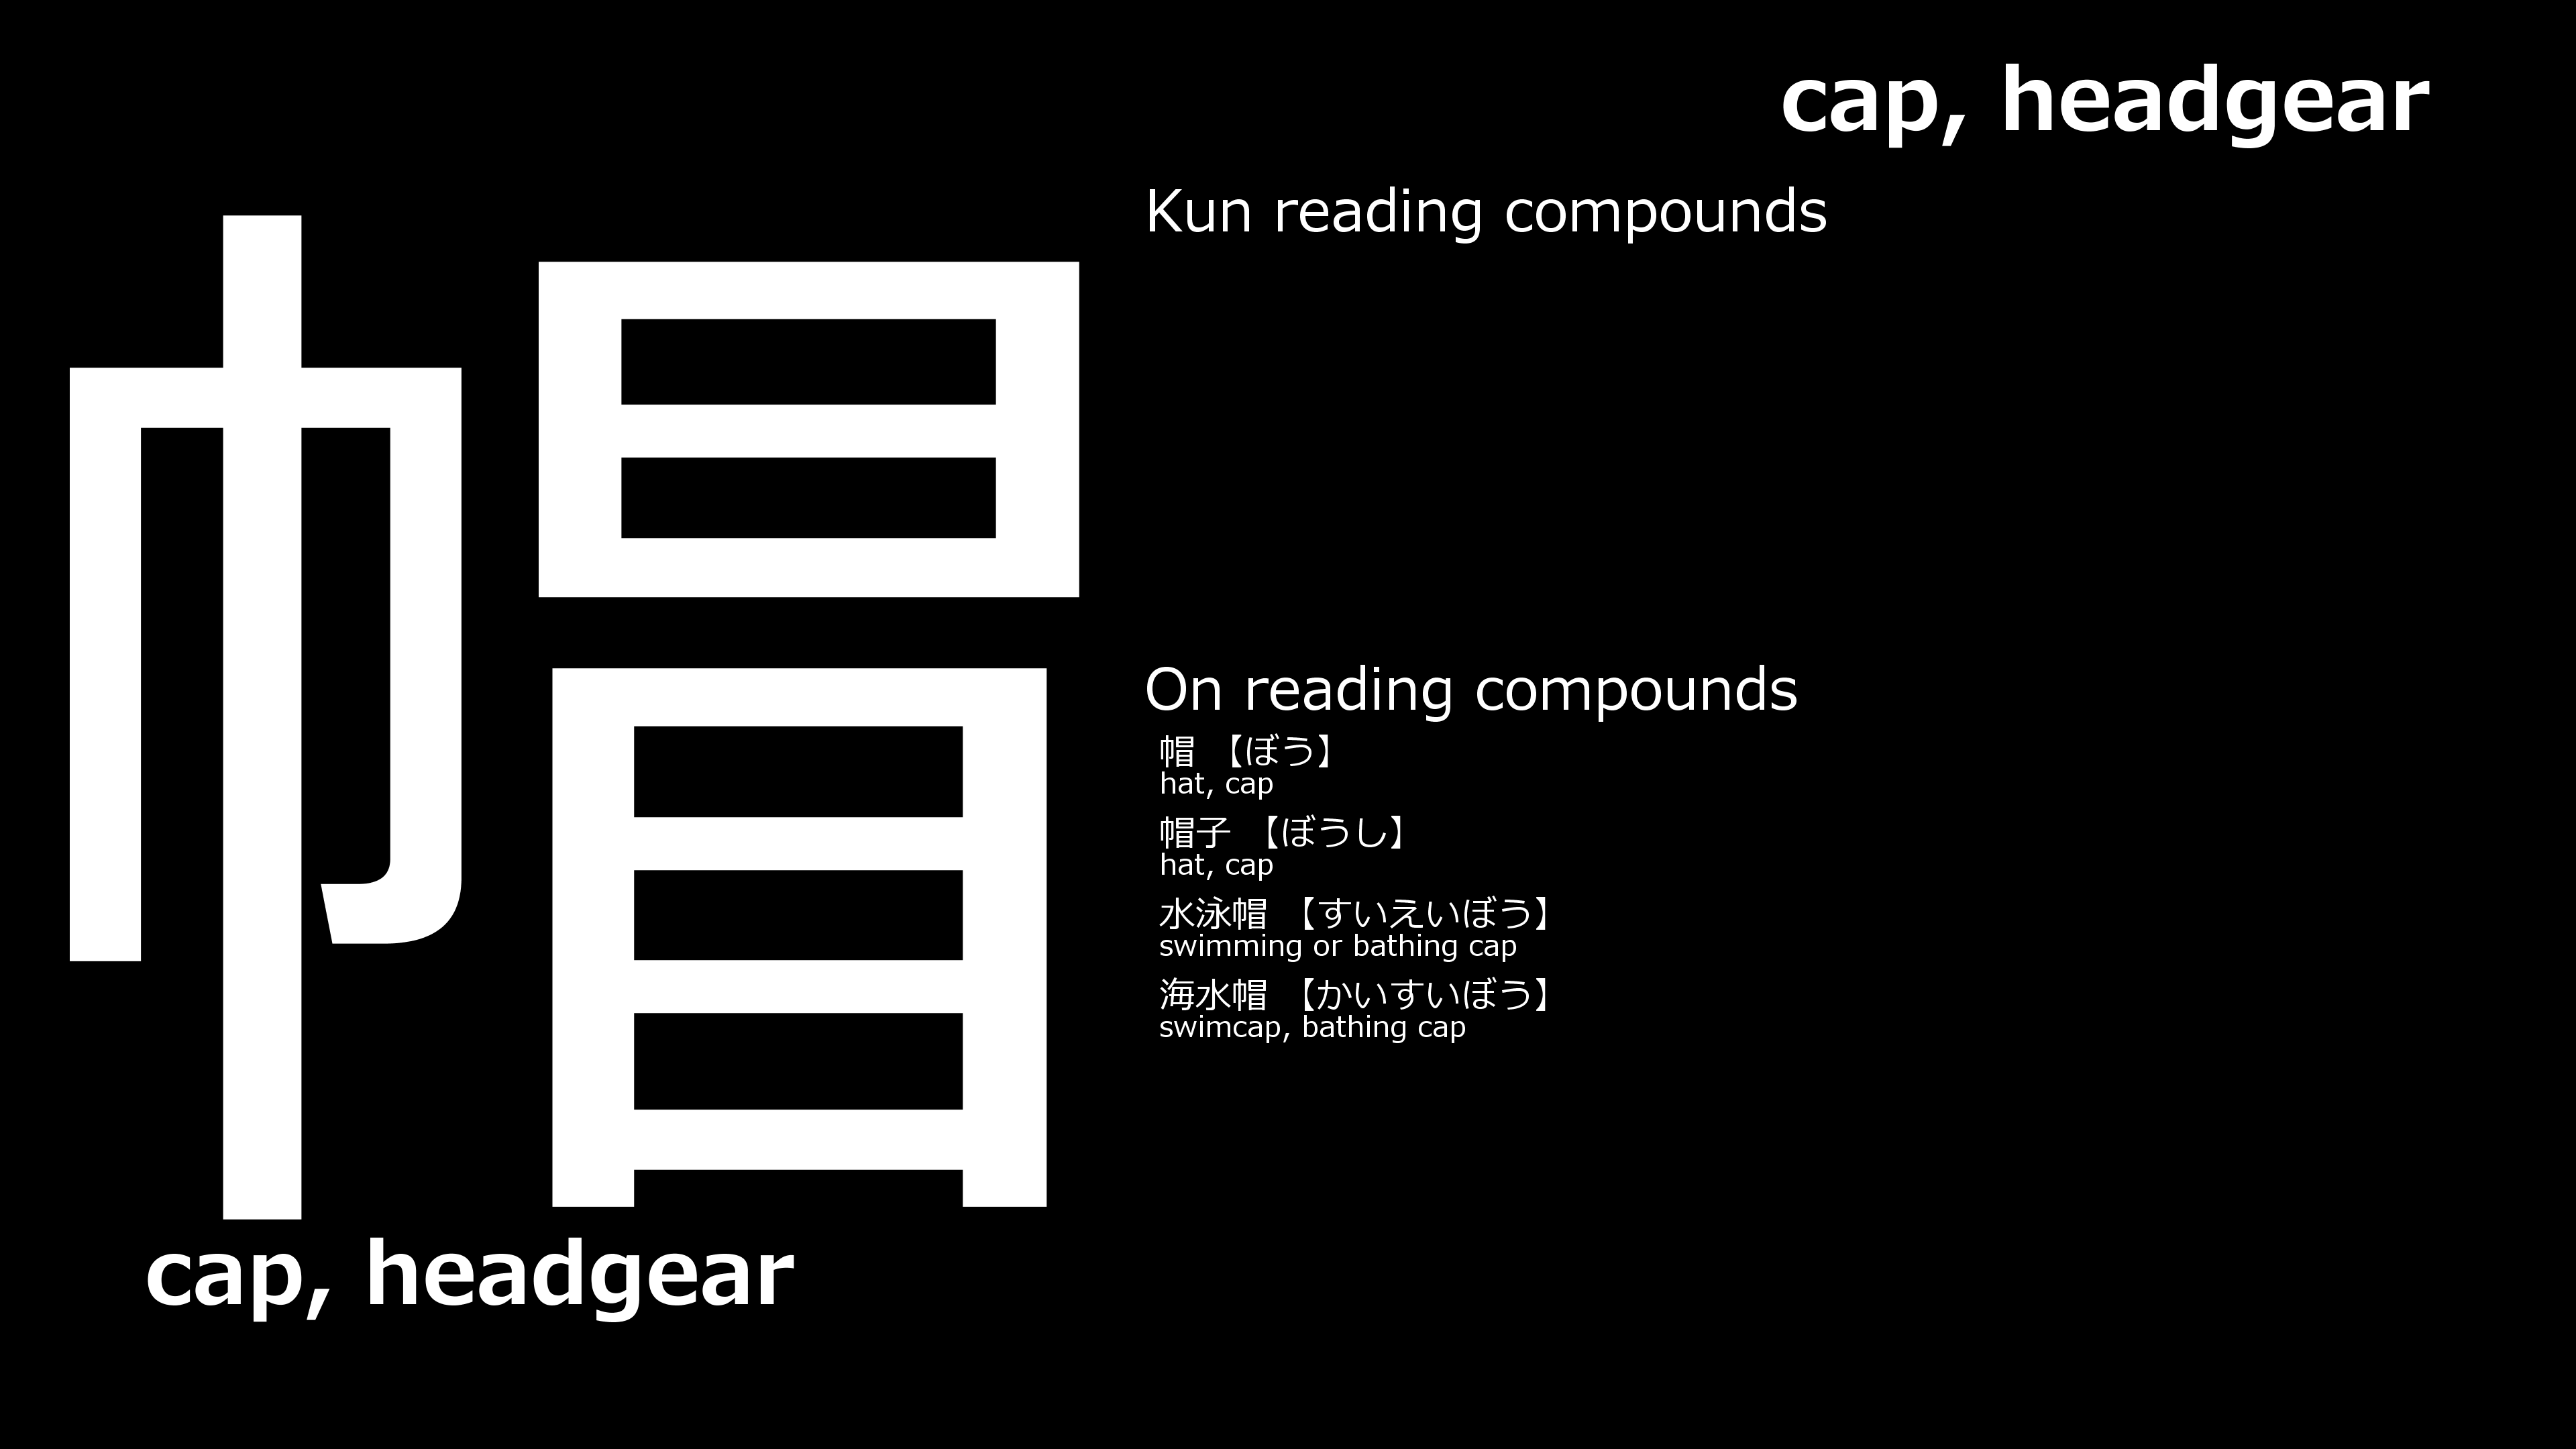 帽
cap, headgear
cap, headgear
Kun reading compounds
On reading compounds
帽 【ぼう】
hat, cap
帽子 【ぼうし】
hat, cap
水泳帽 【すいえいぼう】
swimming or bathing cap
海水帽 【かいすいぼう】
swimcap, bathing cap